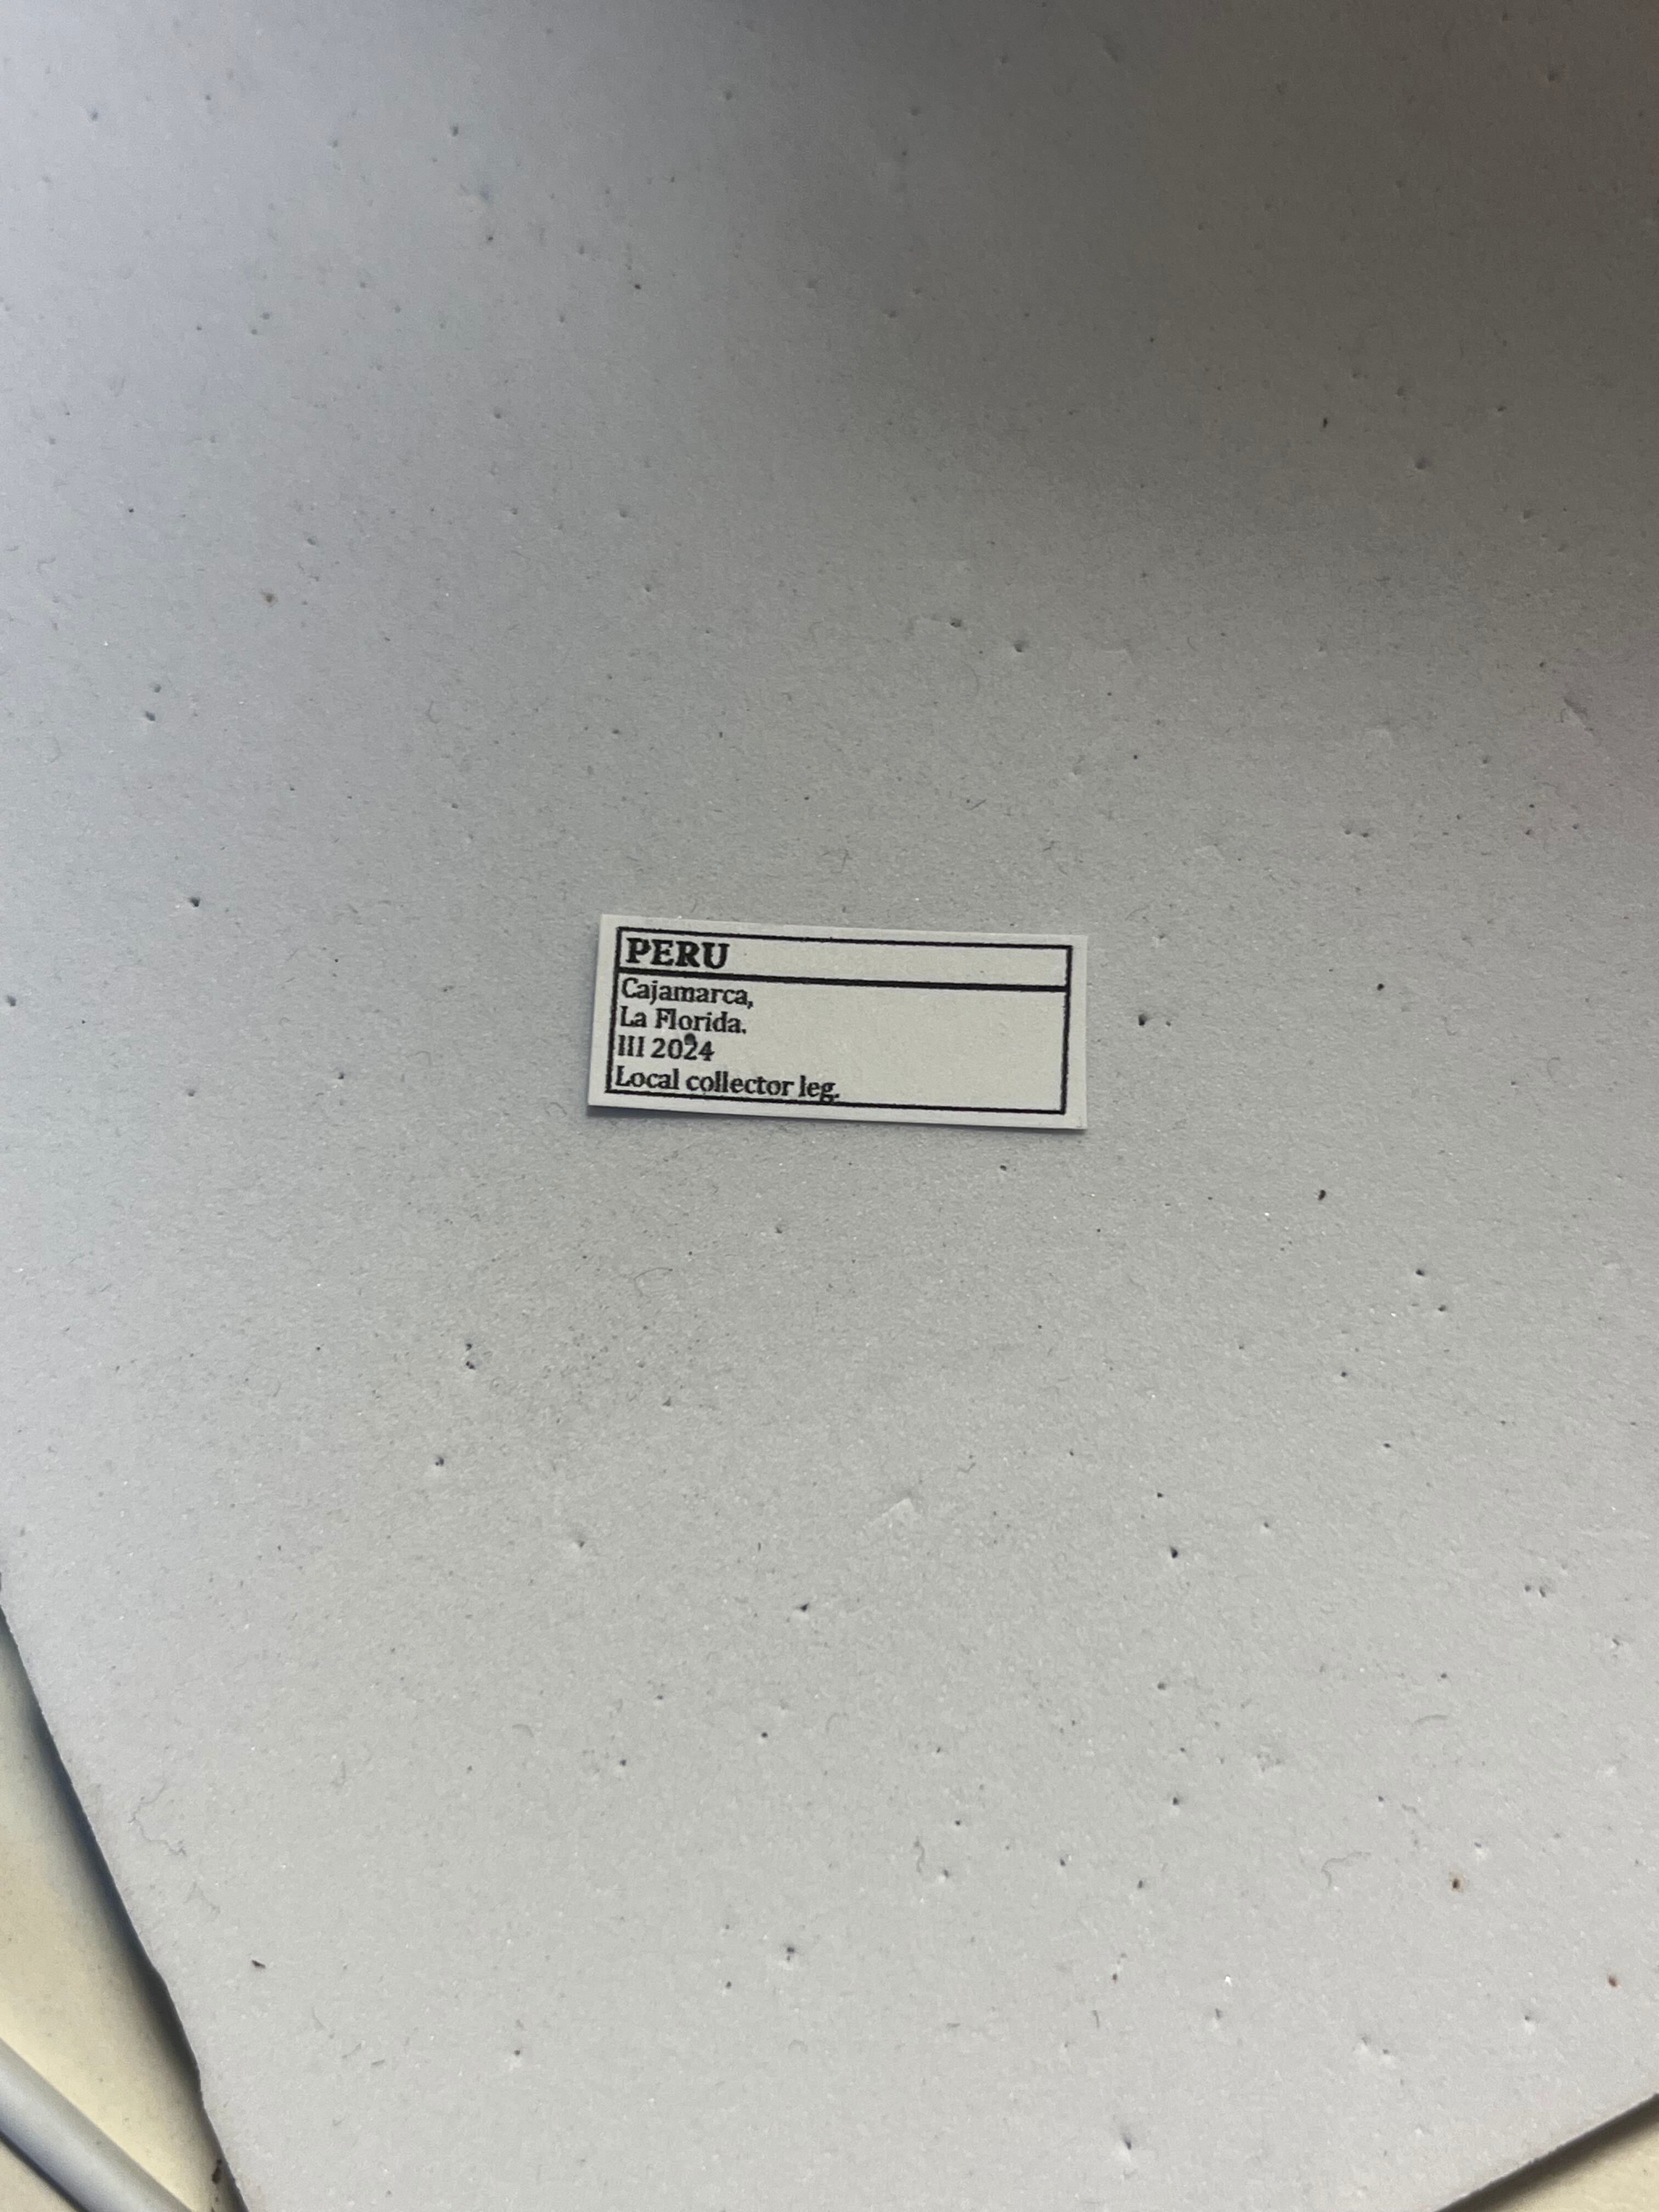 PERU
Cajamarca,
La Florida.
III 2024
Local collector leg.